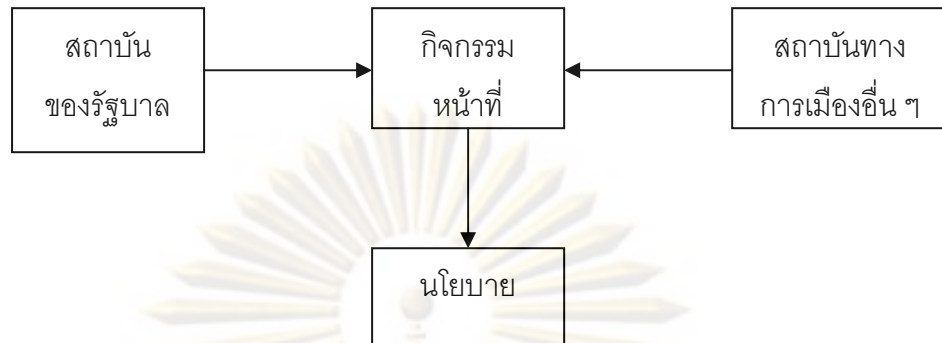 สถาบัน
ของรัฐบาล
กิจกรรม
หน้าที่
สถาบันทาง
การเมืองอื่น ๆ
นโยบาย